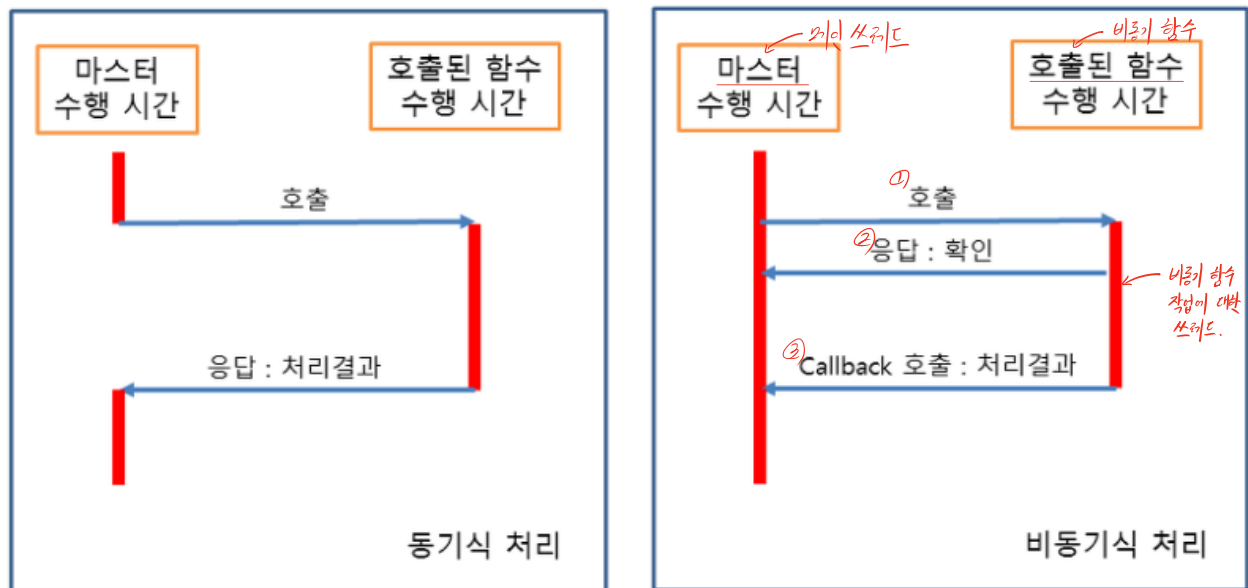 마스터
수행 시간
호출된 함수
수행 시간
호출
응답 : 처리결과
동기식 처리
메인 쓰레드
비동기 함수
마스터
수행 시간
호출된 함수
수행 시간
① 호출
② 응답 : 확인
비동기 함수
작업에 대한
쓰레드.
③ Callback 호출 : 처리결과
비동기식 처리